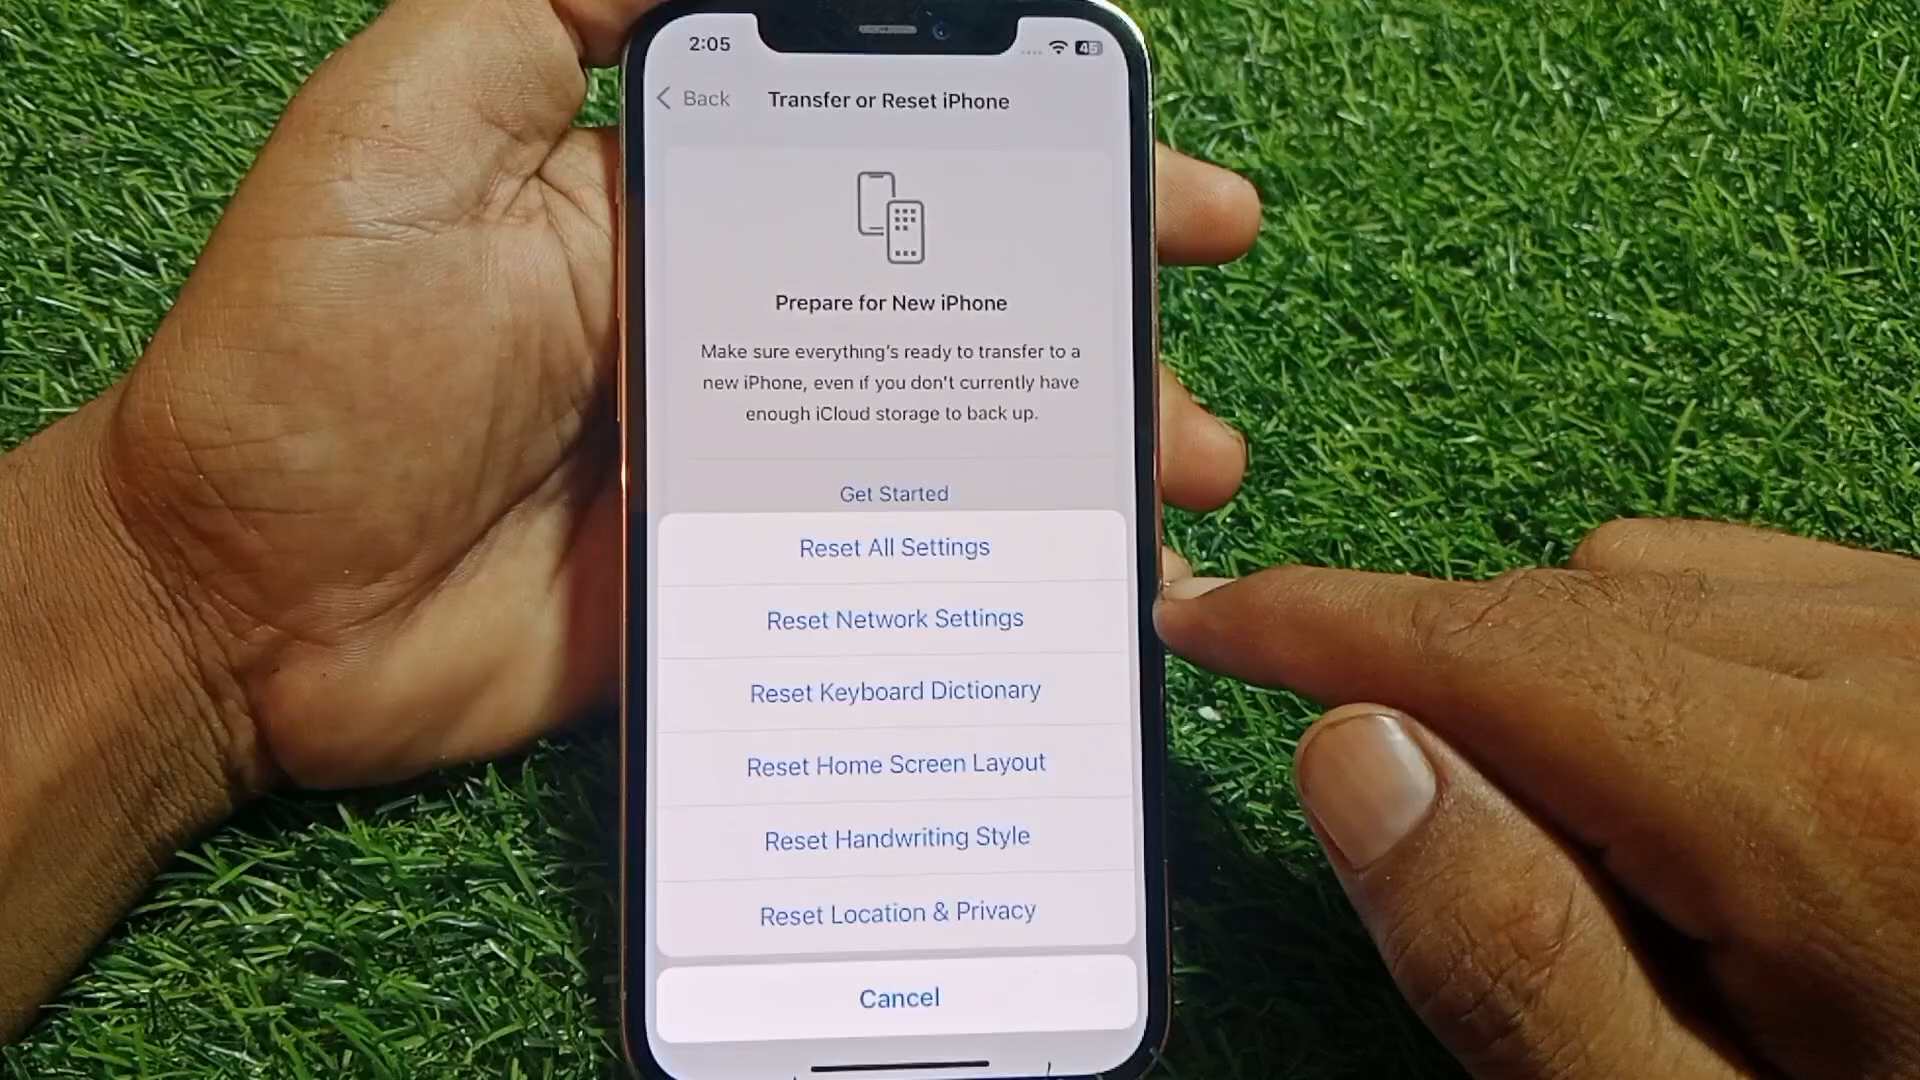 2:05
45
Back
Transfer or Reset iPhone
Prepare for New iPhone
Make sure everything's ready to transfer to a
new iPhone, even if you don't currently have
enough iCloud storage to back up.
Get Started
Reset All Settings
Reset Network Settings
Reset Keyboard Dictionary
Reset Home Screen Layout
Reset Handwriting Style
Reset Location & Privacy
Cancel